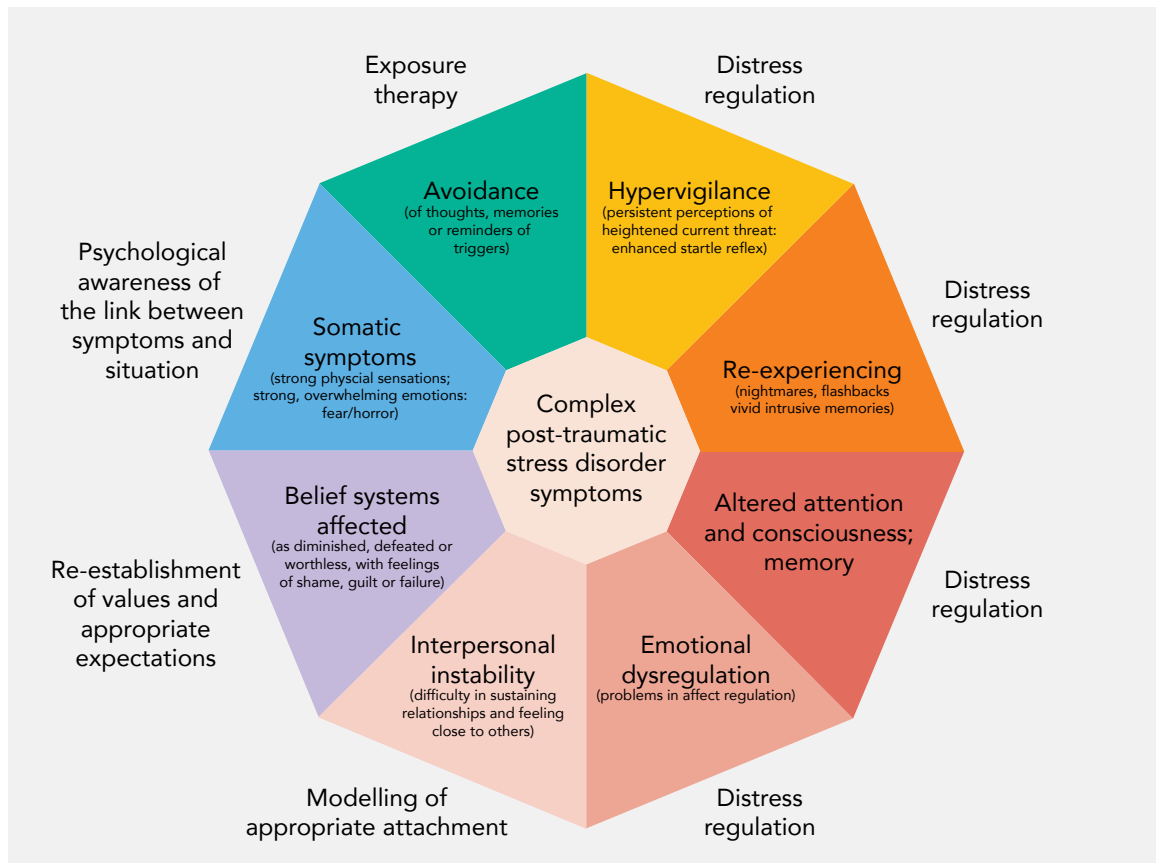 Exposure
therapy
Distress
regulation
Avoidance
(of thoughts, memories
or reminders of
triggers)
Hypervigilance
(persistent perceptions of
heightened current threat:
enhanced startle reflex)
Psychological
awareness of
the link between
symptoms and
situation
Distress
regulation
Somatic
symptoms
(strong physcial sensations;
strong, overwhelming emotions:
fear/horror)
Re-experiencing
(nightmares, flashbacks
vivid intrusive memories)
Complex
post-traumatic
stress disorder
symptoms
Belief systems
affected
(as diminished, defeated or
worthless, with feelings
of shame, guilt or failure)
Altered attention
and consciousness;
memory
Re-establishment
of values and
appropriate
expectations
Distress
regulation
Interpersonal
instability
(difficulty in sustaining
relationships and feeling
close to others)
Emotional
dysregulation
(problems in affect regulation)
Modelling of
appropriate attachment
Distress
regulation